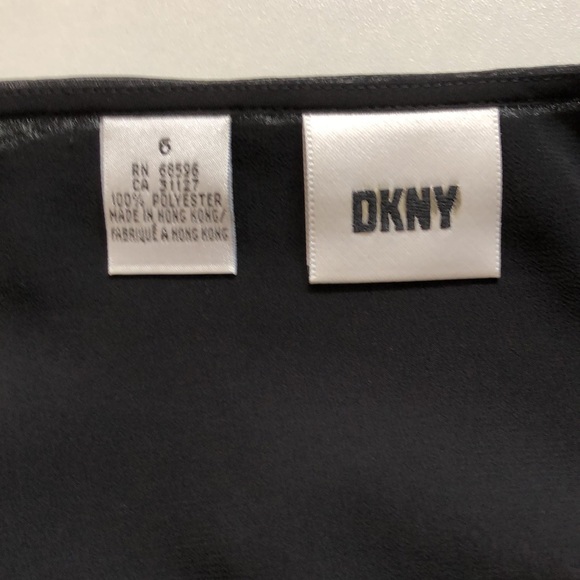 6
RN 68596
CA 31127
100% POLYESTER
MADE IN HONG KONG/
FABRIQUÉ A HONG KONG
DKNY